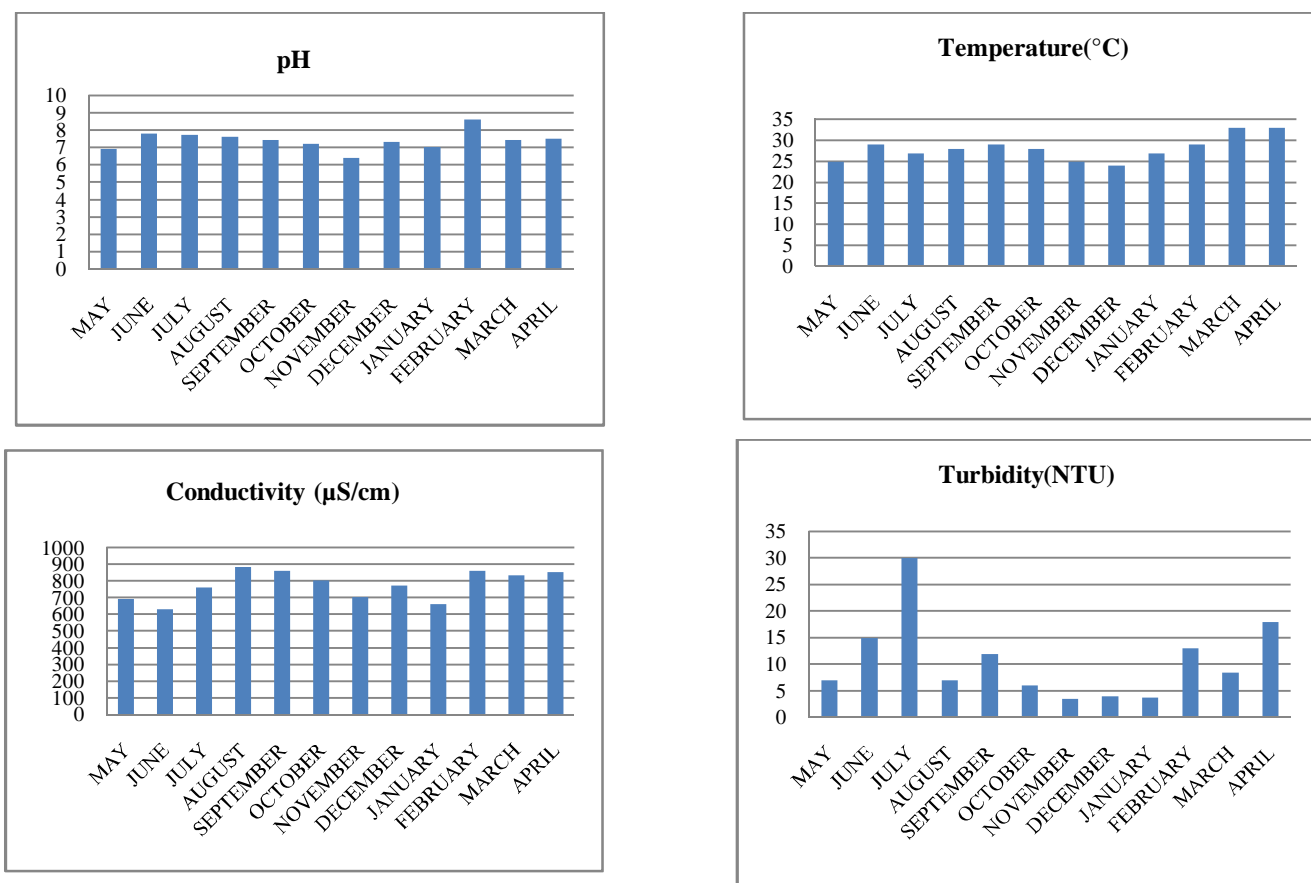 pH
10
9
8
7
6
5
4
3
2
1
0
MAY
JUNE
JULY
AUGUST
SEPTEMBER
OCTOBER
NOVEMBER
DECEMBER
JANUARY
FEBRUARY
MARCH
APRIL
Temperature(°C)
35
30
25
20
15
10
5
0
MAY
JUNE
JULY
AUGUST
SEPTEMBER
OCTOBER
NOVEMBER
DECEMBER
JANUARY
FEBRUARY
MARCH
APRIL
Conductivity (µS/cm)
1000
900
800
700
600
500
400
300
200
100
0
MAY
JUNE
JULY
AUGUST
SEPTEMBER
OCTOBER
NOVEMBER
DECEMBER
JANUARY
FEBRUARY
MARCH
APRIL
Turbidity(NTU)
35
30
25
20
15
10
5
0
MAY
JUNE
JULY
AUGUST
SEPTEMBER
OCTOBER
NOVEMBER
DECEMBER
JANUARY
FEBRUARY
MARCH
APRIL